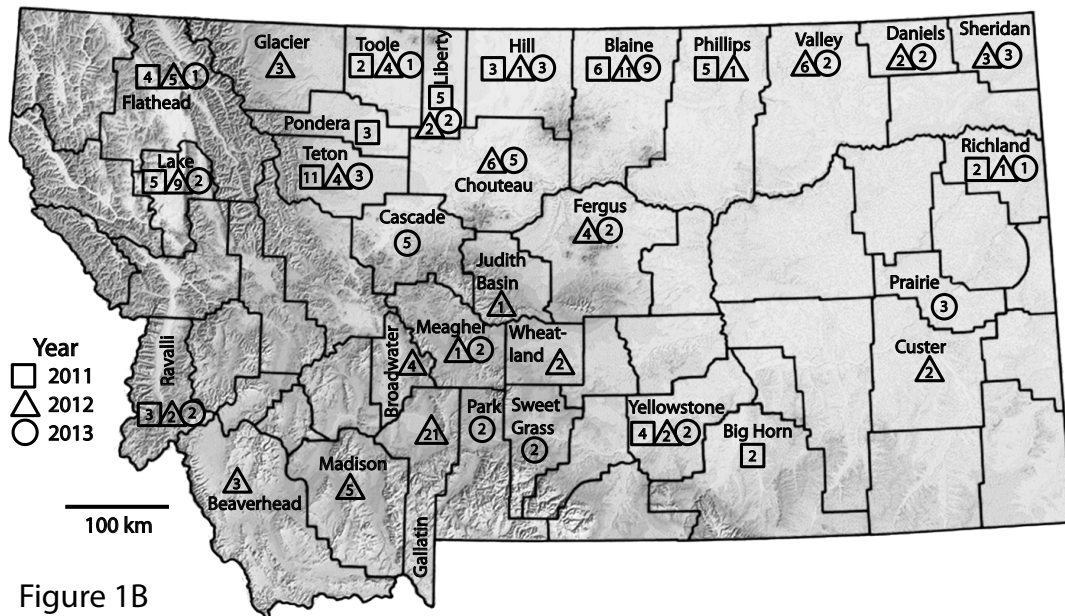 Glacier
3
Toole
2 4 1
Liberty
5
2 2
Hill
3 1 3
Blaine
6 11 9
Phillips
5 1
Valley
6 2
Daniels
2 2
Sheridan
3 3
4 5 1
Flathead
Pondera 3
Teton
11 4 3
6 5
Chouteau
Richland
2 1 1
Lake
5 9 2
Cascade
5
Fergus
4 2
Judith
Basin
1
Prairie
3
Meagher
1 2
Wheat-
land
2
Broadwater
4
Custer
2
Year
2011
2012
2013
Ravalli
3 2 2
21
Gallatin
Park
2
Sweet
Grass
2
Yellowstone
4 2 2
Big Horn
2
3
Beaverhead
Madison
5
100 km
Figure 1B